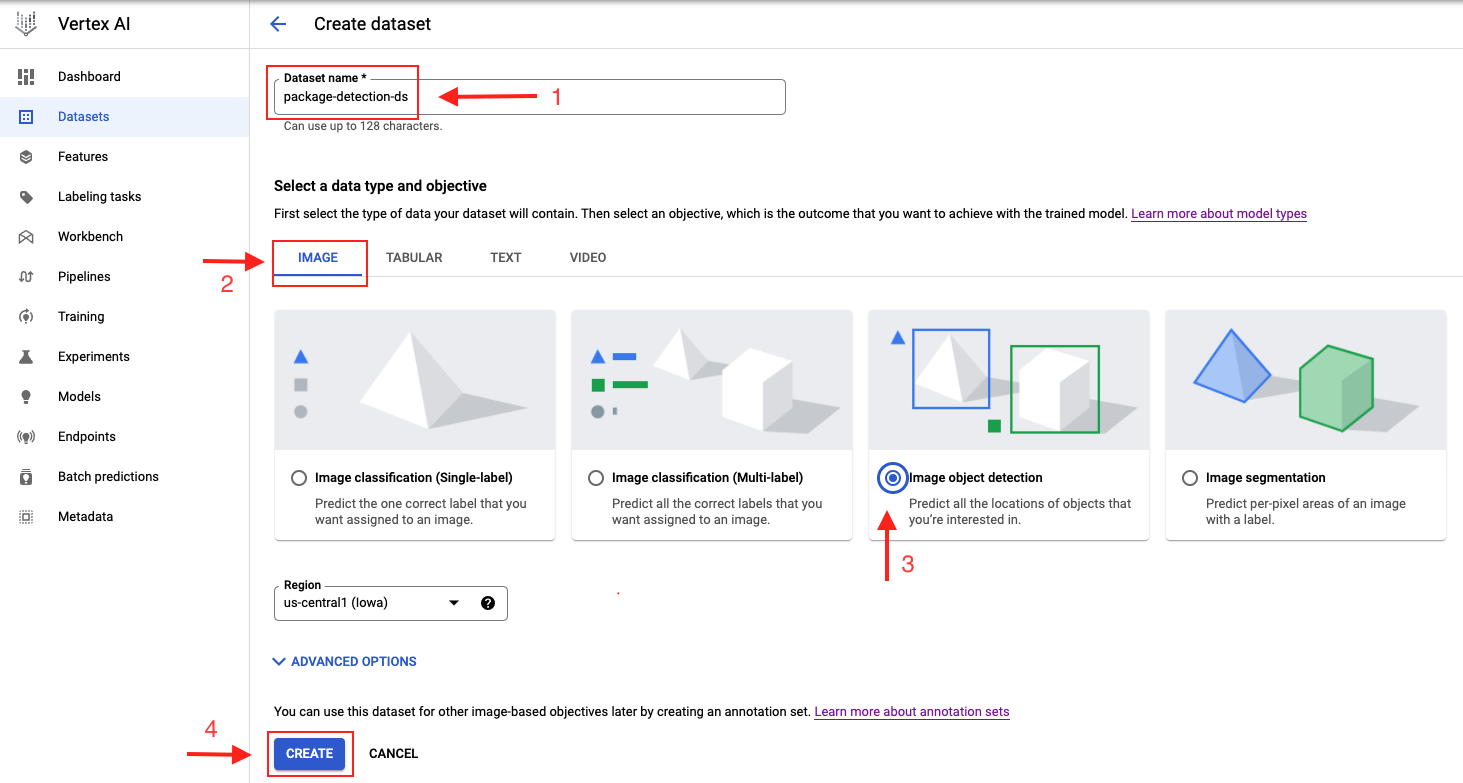 Vertex AI
Create dataset
Dashboard
Datasets
Features
Labeling tasks
Workbench
Pipelines
Training
Experiments
Models
Endpoints
Batch predictions
Metadata
Dataset name *
package-detection-ds
1
Can use up to 128 characters.
Select a data type and objective
First select the type of data your dataset will contain. Then select an objective, which is the outcome that you want to achieve with the trained model. Learn more about model types
2
IMAGE TABULAR TEXT VIDEO
Image classification (Single-label)
Predict the one correct label that you
want assigned to an image.
Image classification (Multi-label)
Predict all the correct labels that you
want assigned to an image.
Image object detection
Predict all the locations of objects that
you're interested in.
3
Image segmentation
Predict per-pixel areas of an image
with a label.
Region
us-central1 (Iowa)
?
ADVANCED OPTIONS
You can use this dataset for other image-based objectives later by creating an annotation set. Learn more about annotation sets
4
CREATE CANCEL